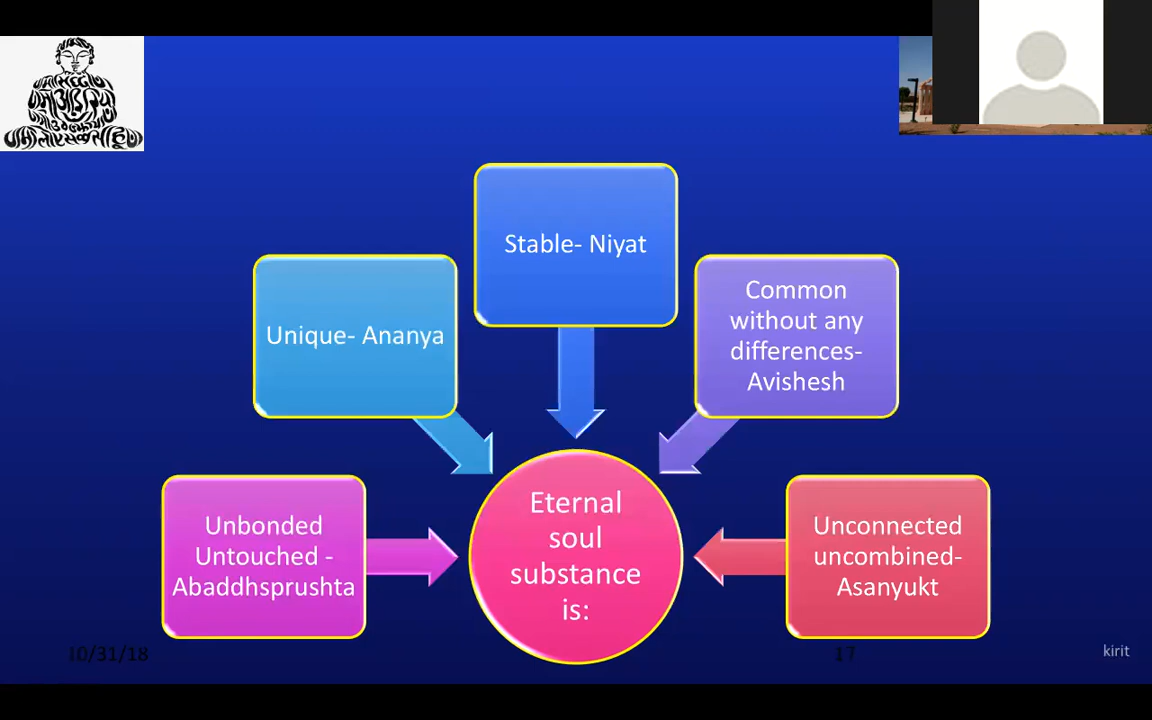 Stable- Niyat
Unique- Ananya
Common
without any
differences-
Avishesh
Eternal
soul
substance
is:
Unbonded
Untouched -
Abaddhsprushta
Unconnected
uncombined-
Asanyukt
10/31/18
17
kirit